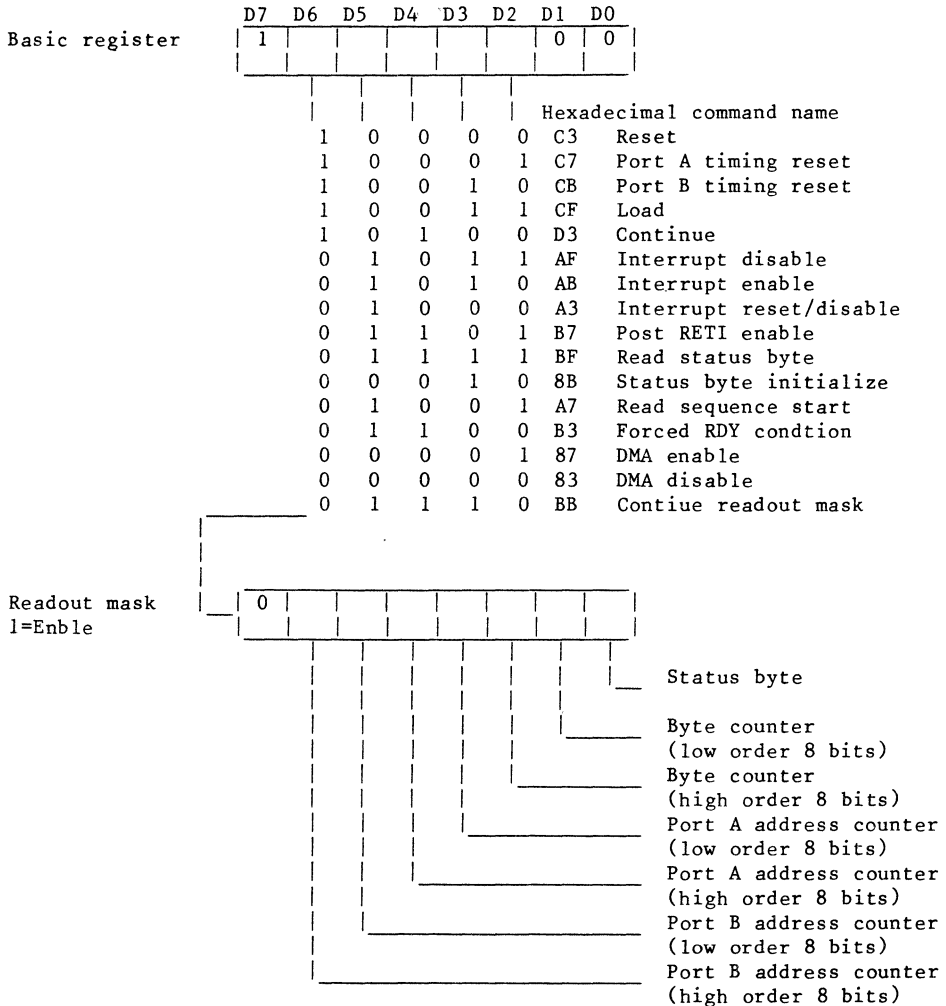 D7 D6 D5 D4 D3 D2 D1 D0
Basic register 1 0 0
Hexadecimal command name
1 0 0 0 0 C3 Reset
1 0 0 0 1 C7 Port A timing reset
1 0 0 1 0 CB Port B timing reset
1 0 0 1 1 CF Load
1 0 1 0 0 D3 Continue
0 1 0 1 1 AF Interrupt disable
0 1 0 1 0 AB Interrupt enable
0 1 0 0 0 A3 Interrupt reset/disable
0 1 1 0 1 B7 Post RETI enable
0 1 1 1 1 BF Read status byte
0 0 0 1 0 8B Status byte initialize
0 1 0 0 1 A7 Read sequence start
0 1 1 0 0 B3 Forced RDY condtion
0 0 0 0 1 87 DMA enable
0 0 0 0 0 83 DMA disable
0 1 1 1 0 BB Contiue readout mask
Readout mask 0
1=Enble
Status byte
Byte counter
(low order 8 bits)
Byte counter
(high order 8 bits)
Port A address counter
(low order 8 bits)
Port A address counter
(high order 8 bits)
Port B address counter
(low order 8 bits)
Port B address counter
(high order 8 bits)